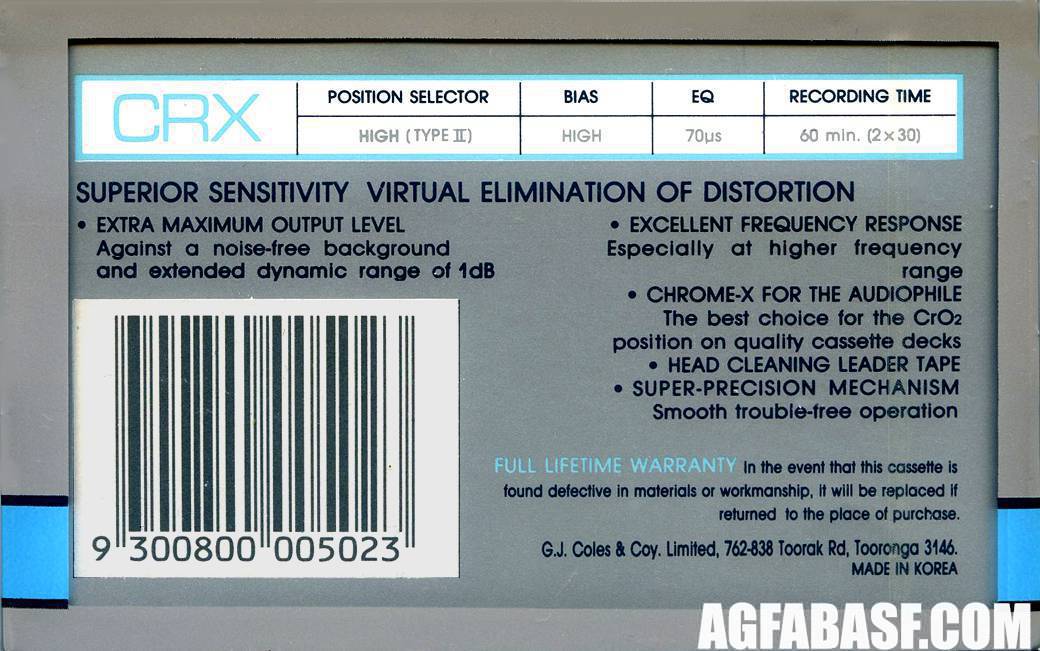 CRX
POSITION SELECTOR BIAS EQ RECORDING TIME
HIGH (TYPE II) HIGH 70µs 60 min. (2×30)
SUPERIOR SENSITIVITY VIRTUAL ELIMINATION OF DISTORTION
• EXTRA MAXIMUM OUTPUT LEVEL
Against a noise-free background
and extended dynamic range of 1dB
• EXCELLENT FREQUENCY RESPONSE
Especially at higher frequency
range
• CHROME-X FOR THE AUDIOPHILE
The best choice for the CrO2
position on quality cassette decks
• HEAD CLEANING LEADER TAPE
• SUPER-PRECISION MECHANISM
Smooth trouble-free operation
9 300800 005023
FULL LIFETIME WARRANTY In the event that this cassette is
found defective in materials or workmanship, it will be replaced if
returned to the place of purchase.
G.J. Coles & Coy. Limited, 762-838 Toorak Rd, Tooronga 3146.
MADE IN KOREA
AGFABASF.COM